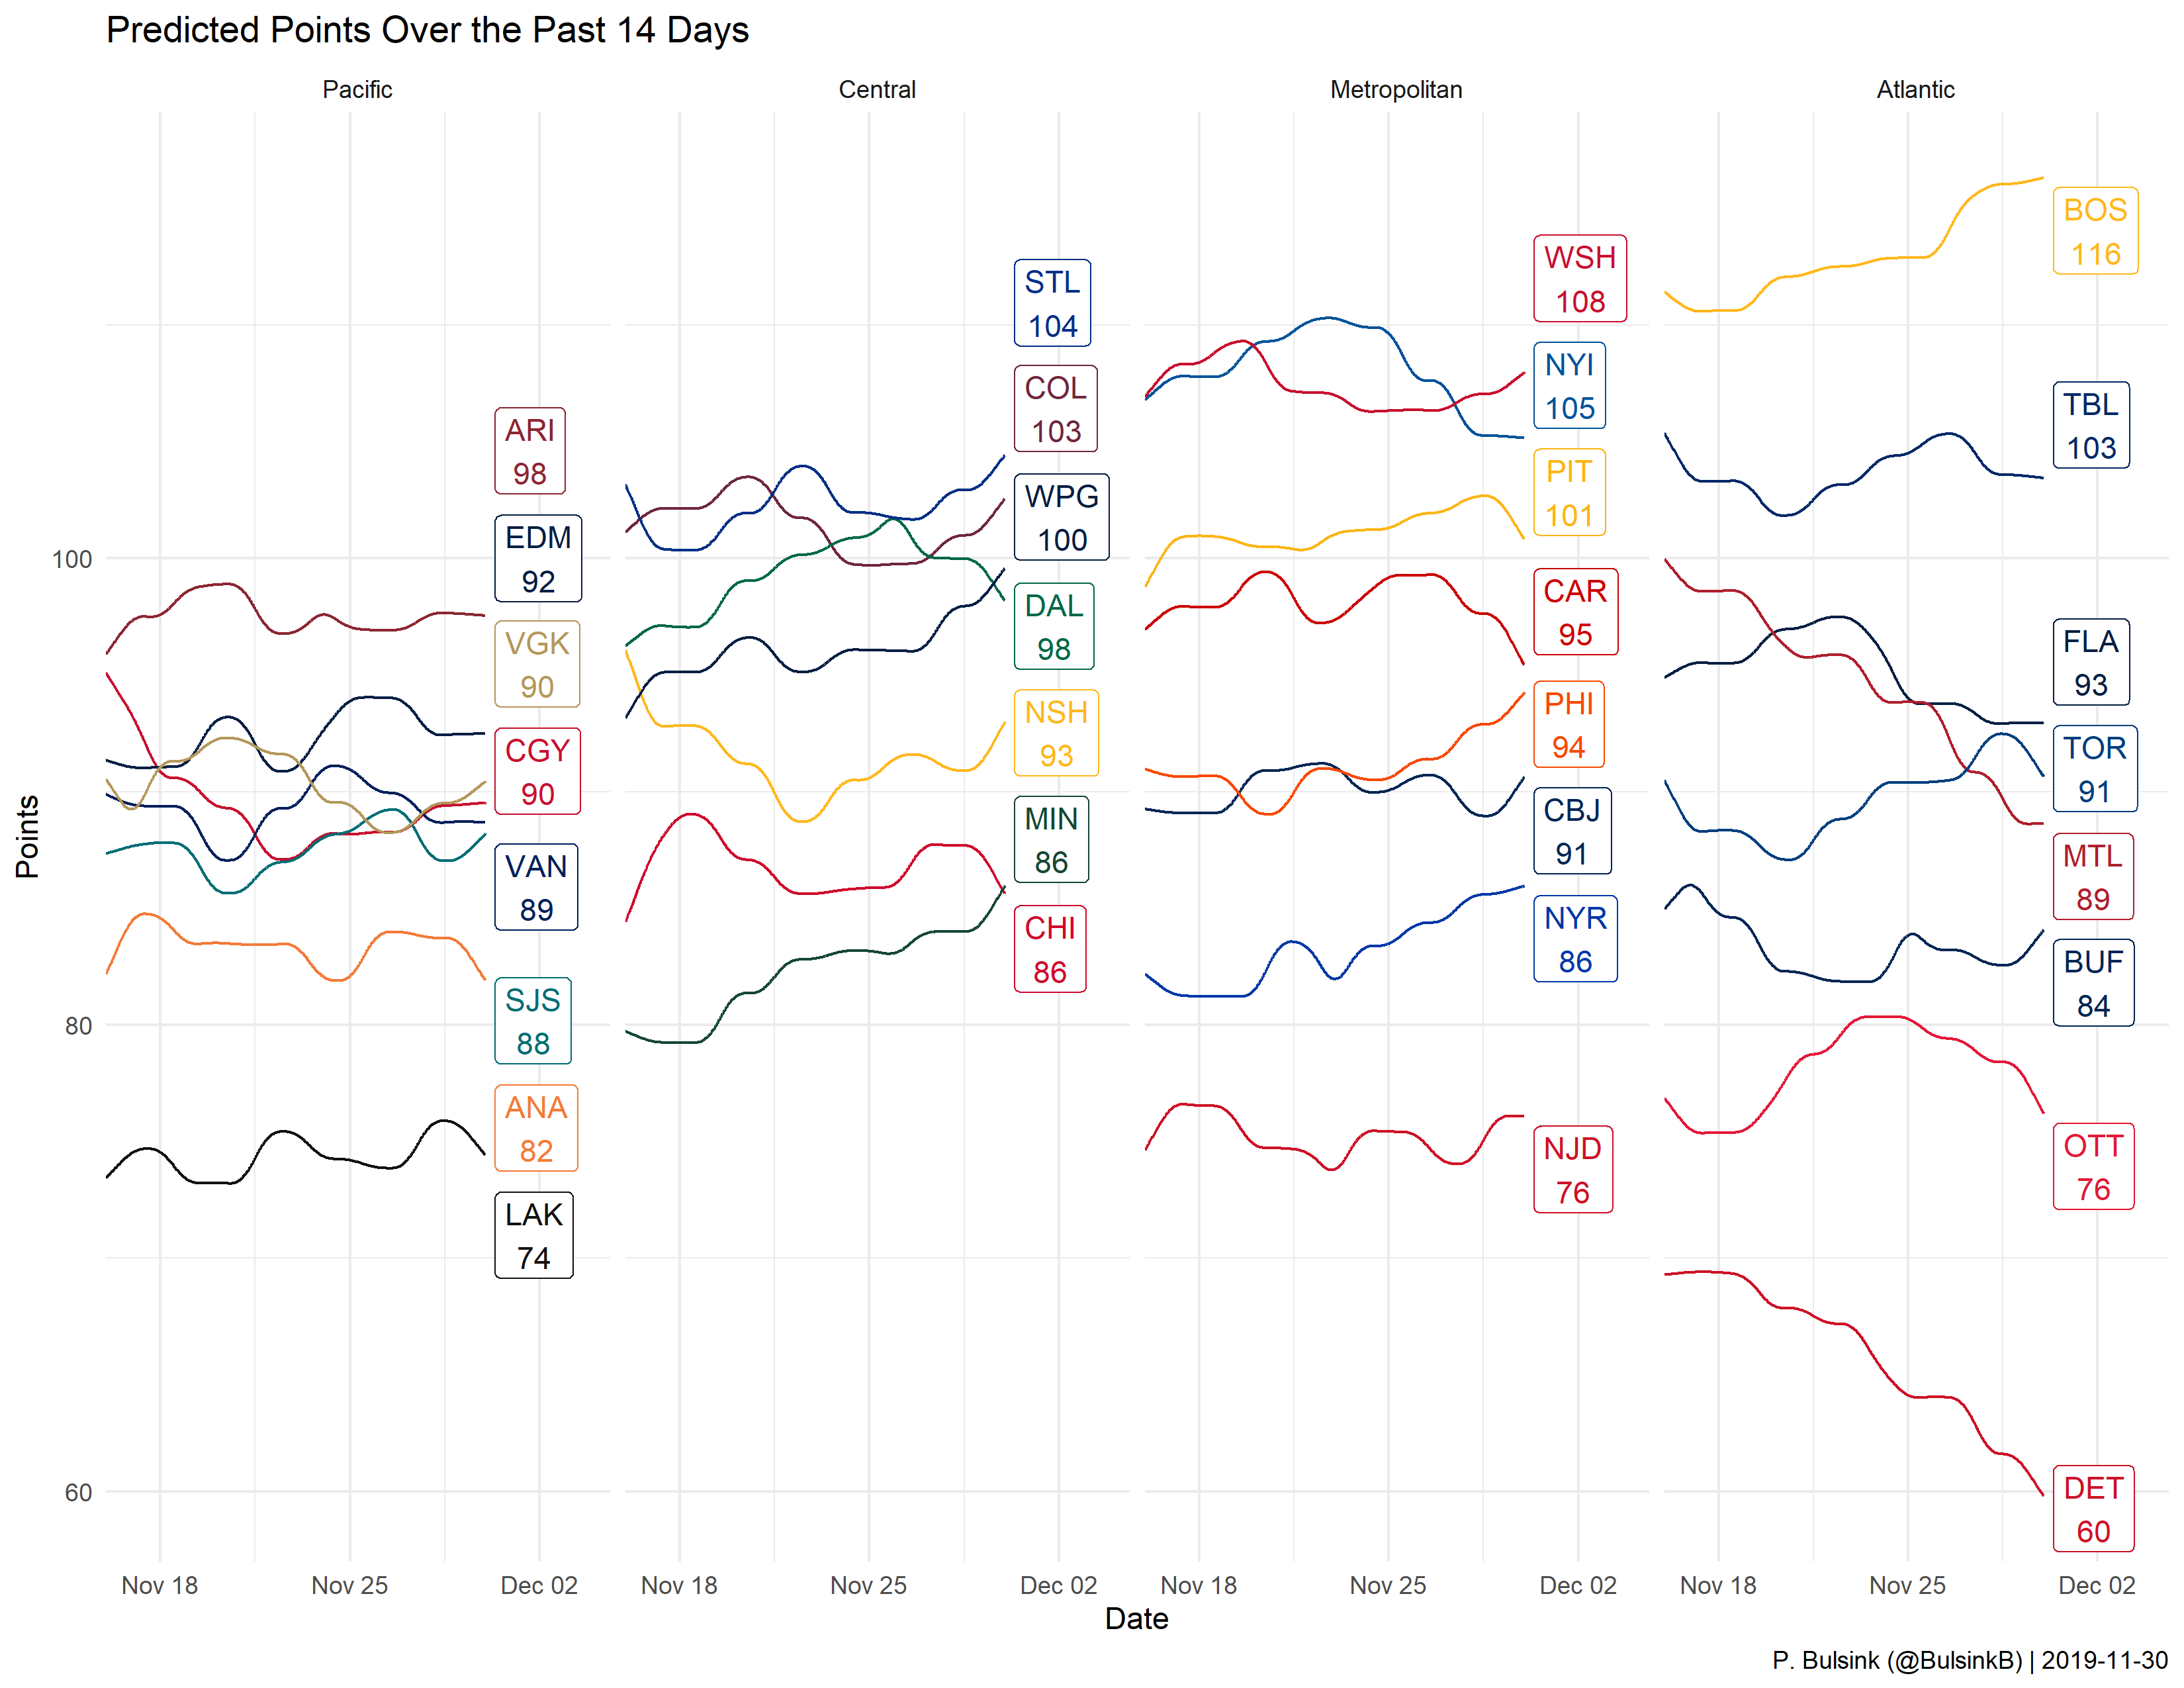 Predicted Points Over the Past 14 Days
Pacific
Central
Metropolitan
Atlantic
Points
100
80
60
ARI
98
EDM
92
VGK
90
CGY
90
VAN
89
SJS
88
ANA
82
LAK
74
STL
104
COL
103
WPG
100
DAL
98
NSH
93
MIN
86
CHI
86
WSH
108
NYI
105
PIT
101
CAR
95
PHI
94
CBJ
91
NYR
86
NJD
76
BOS
116
TBL
103
FLA
93
TOR
91
MTL
89
BUF
84
OTT
76
DET
60
Nov 18 Nov 25 Dec 02 Nov 18 Nov 25 Dec 02 Nov 18 Nov 25 Dec 02 Nov 18 Nov 25 Dec 02
Date
P. Bulsink (@BulsinkB) | 2019-11-30